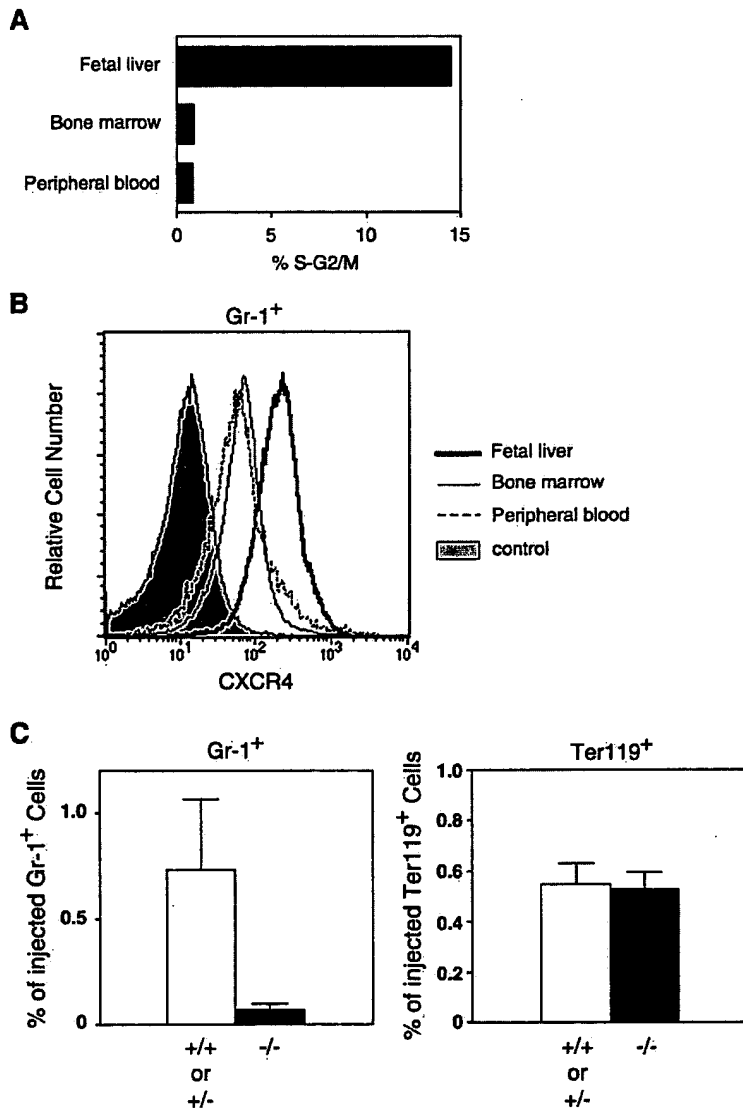 A
Fetal liver
Bone marrow
Peripheral blood
0 5 10 15
% S-G2/M
B
Gr-1+
Relative Cell Number
10^0 10^1 10^2 10^3 10^4
CXCR4
Fetal liver
Bone marrow
Peripheral blood
control
C
Gr-1+
% of injected Gr-1+ Cells
1.0
0.5
0
+/+
or
+/-
-/-
Ter119+
% of injected Ter119+ Cells
1.0
0.8
0.6
0.4
0.2
0
+/+
or
+/-
-/-